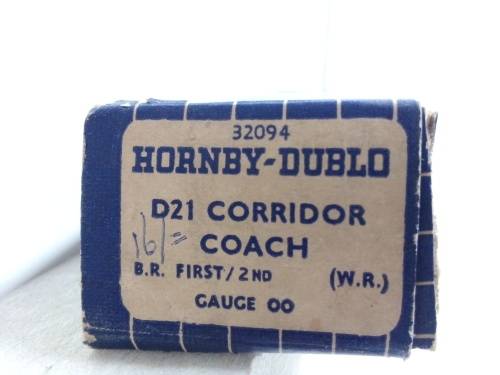 32094
HORNBY-DUBLO
D21 CORRIDOR
16/= COACH
B.R. FIRST/2ND (W.R.)
GAUGE OO